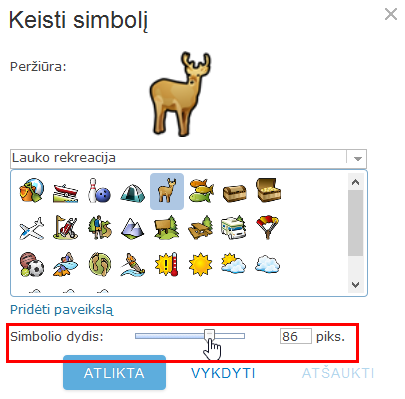 Keisti simbolį
Peržiūra:
Lauko rekreacija
Pridėti paveikslą
Simbolio dydis: 86 piks.
ATLIKTA VYKDYTI ATŠAUKTI